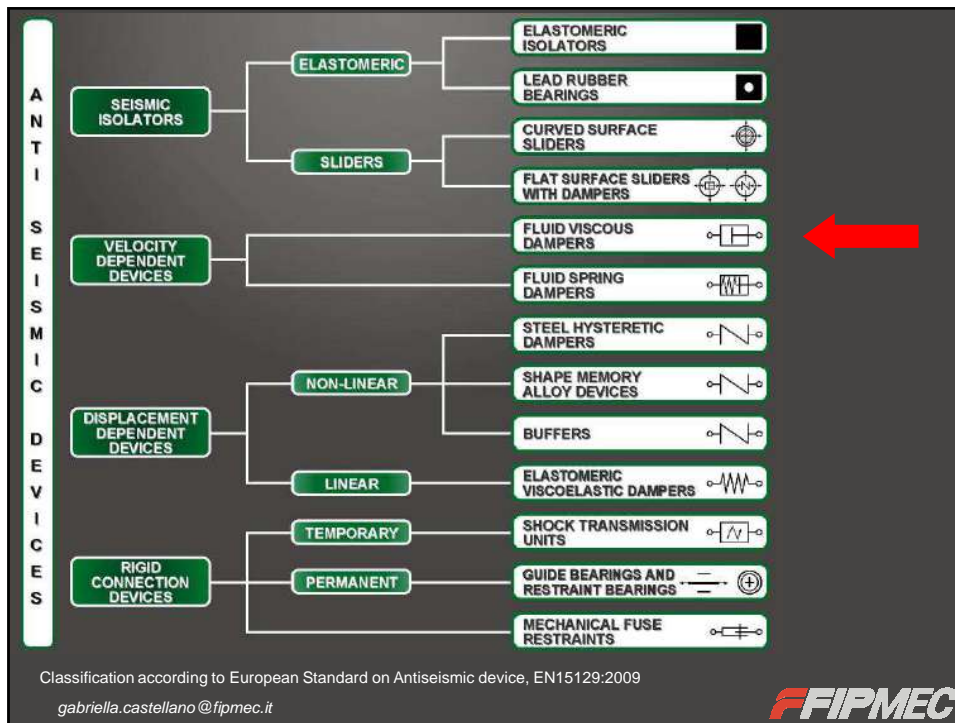 ANTI SEISMIC DEVICES
SEISMIC
ISOLATORS
ELASTOMERIC
ELASTOMERIC
ISOLATORS
LEAD RUBBER
BEARINGS
SLIDERS
CURVED SURFACE
SLIDERS
FLAT SURFACE SLIDERS
WITH DAMPERS
VELOCITY
DEPENDENT
DEVICES
FLUID VISCOUS
DAMPERS
FLUID SPRING
DAMPERS
DISPLACEMENT
DEPENDENT
DEVICES
NON-LINEAR
STEEL HYSTERETIC
DAMPERS
SHAPE MEMORY
ALLOY DEVICES
BUFFERS
LINEAR
ELASTOMERIC
VISCOELASTIC DAMPERS
RIGID
CONNECTION
DEVICES
TEMPORARY
SHOCK TRANSMISSION
UNITS
PERMANENT
GUIDE BEARINGS AND
RESTRAINT BEARINGS
MECHANICAL FUSE
RESTRAINTS
Classification according to European Standard on Antiseismic device, EN15129:2009
gabriella.castellano@fipmec.it
FIPMEC